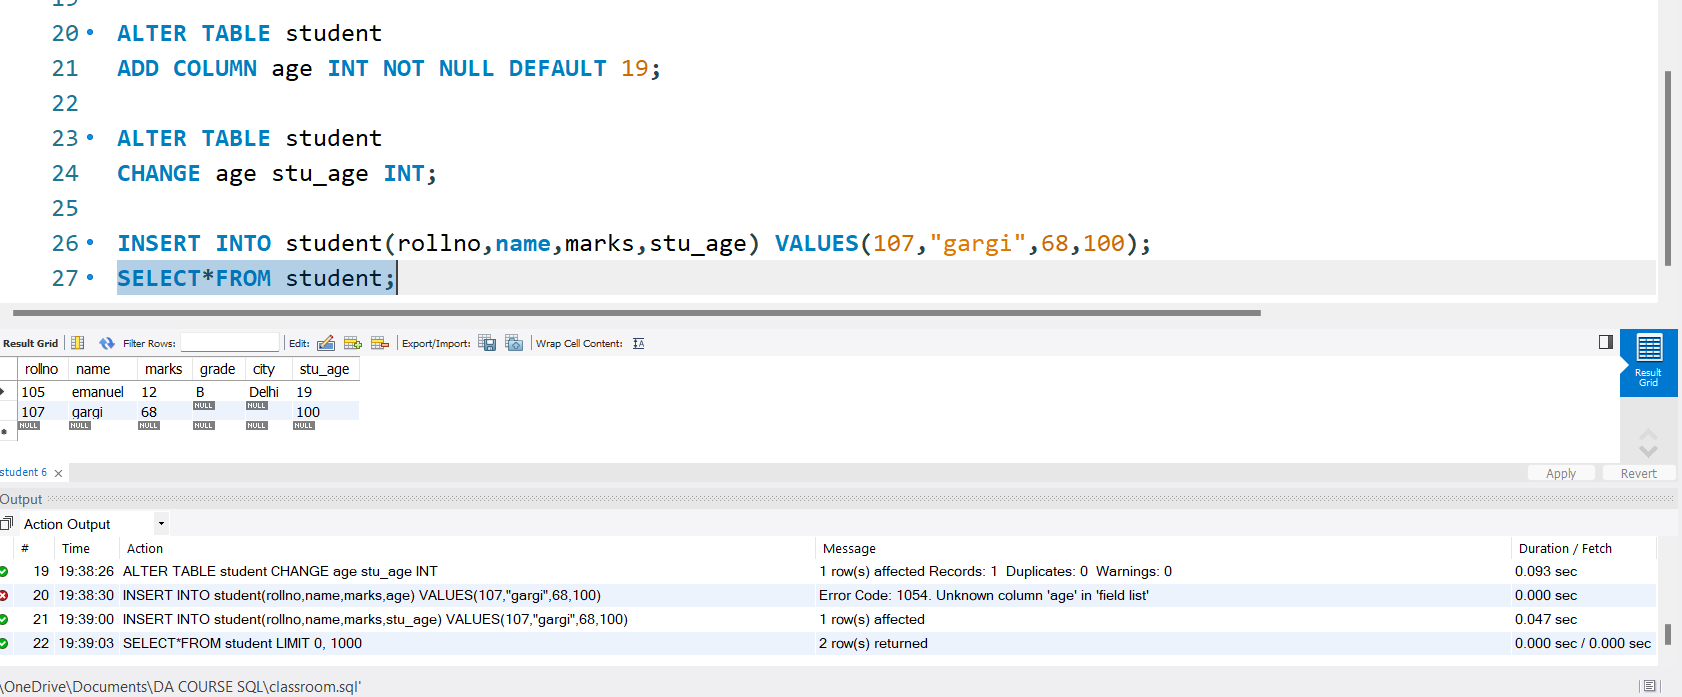 20 ALTER TABLE student
21 ADD COLUMN age INT NOT NULL DEFAULT 19;
22
23 ALTER TABLE student
24 CHANGE age stu_age INT;
25
26 INSERT INTO student(rollno,name,marks,stu_age) VALUES(107,"gargi",68,100);
27 SELECT*FROM student;
Result Grid Filter Rows: Edit: Export/Import: Wrap Cell Content: IA
Result Grid
rollno name marks grade city stu_age
105 emanuel 12 B Delhi 19
107 gargi 68 NULL NULL 100
NULL NULL NULL NULL NULL NULL
student 6 Apply Revert
Output
Action Output
# Time Action Message Duration / Fetch
19 19:38:26 ALTER TABLE student CHANGE age stu_age INT 1 row(s) affected Records: 1 Duplicates: 0 Warnings: 0 0.093 sec
20 19:38:30 INSERT INTO student(rollno,name,marks,age) VALUES(107,"gargi",68,100) Error Code: 1054. Unknown column 'age' in 'field list' 0.000 sec
21 19:39:00 INSERT INTO student(rollno,name,marks,stu_age) VALUES(107,"gargi",68,100) 1 row(s) affected 0.047 sec
22 19:39:03 SELECT*FROM student LIMIT 0, 1000 2 row(s) returned 0.000 sec / 0.000 sec
\OneDrive\Documents\DA COURSE SQL\classroom.sql'